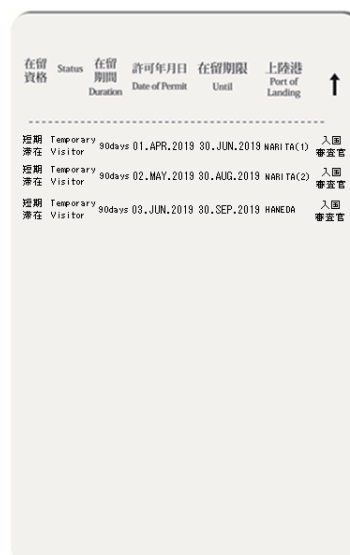 在留資格 Status 在留期間 Duration 許可年月日 Date of Permit 在留期限 Until 上陸港 Port of Landing ↑
短期滞在 Temporary Visitor 90days 01.APR.2019 30.JUN.2019 NARITA(1) 入国審査官
短期滞在 Temporary Visitor 90days 02.MAY.2019 30.AUG.2019 NARITA(2) 入国審査官
短期滞在 Temporary Visitor 90days 03.JUN.2019 30.SEP.2019 HANEDA 入国審査官